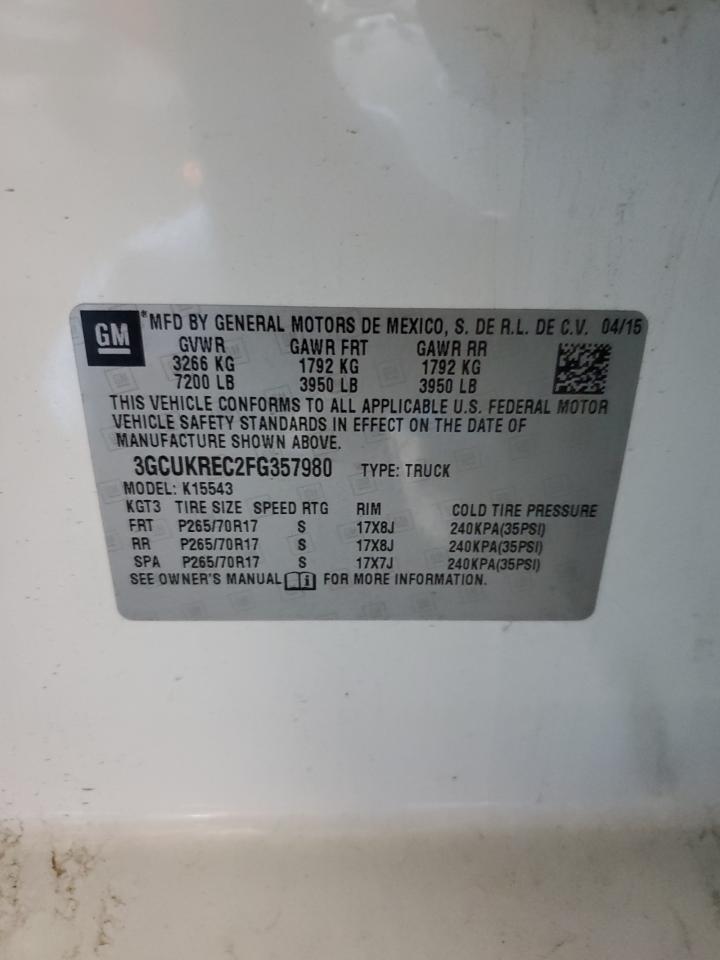 GM *MFD BY GENERAL MOTORS DE MEXICO, S. DE R.L. DE C.V. 04/15
GVWR GAWR FRT GAWR RR
3266 KG 1792 KG 1792 KG
7200 LB 3950 LB 3950 LB
THIS VEHICLE CONFORMS TO ALL APPLICABLE U.S. FEDERAL MOTOR
VEHICLE SAFETY STANDARDS IN EFFECT ON THE DATE OF
MANUFACTURE SHOWN ABOVE.
3GCUKREC2FG357980 TYPE: TRUCK
MODEL: K15543
KGT3 TIRE SIZE SPEED RTG RIM COLD TIRE PRESSURE
FRT P265/70R17 S 17X8J 240KPA(35PSI)
RR P265/70R17 S 17X8J 240KPA(35PSI)
SPA P265/70R17 S 17X7J 240KPA(35PSI)
SEE OWNER'S MANUAL i FOR MORE INFORMATION.